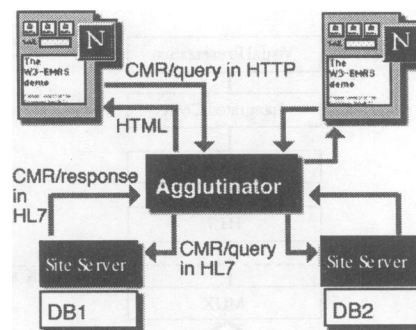 N
The
W3-EMRS
demo
N
The
W3-EMRS
demo
CMR/query in HTTP
HTML
CMR/response
in
HL7
Agglutinator
CMR/query
in HL7
Site Server
Site Server
DB1
DB2